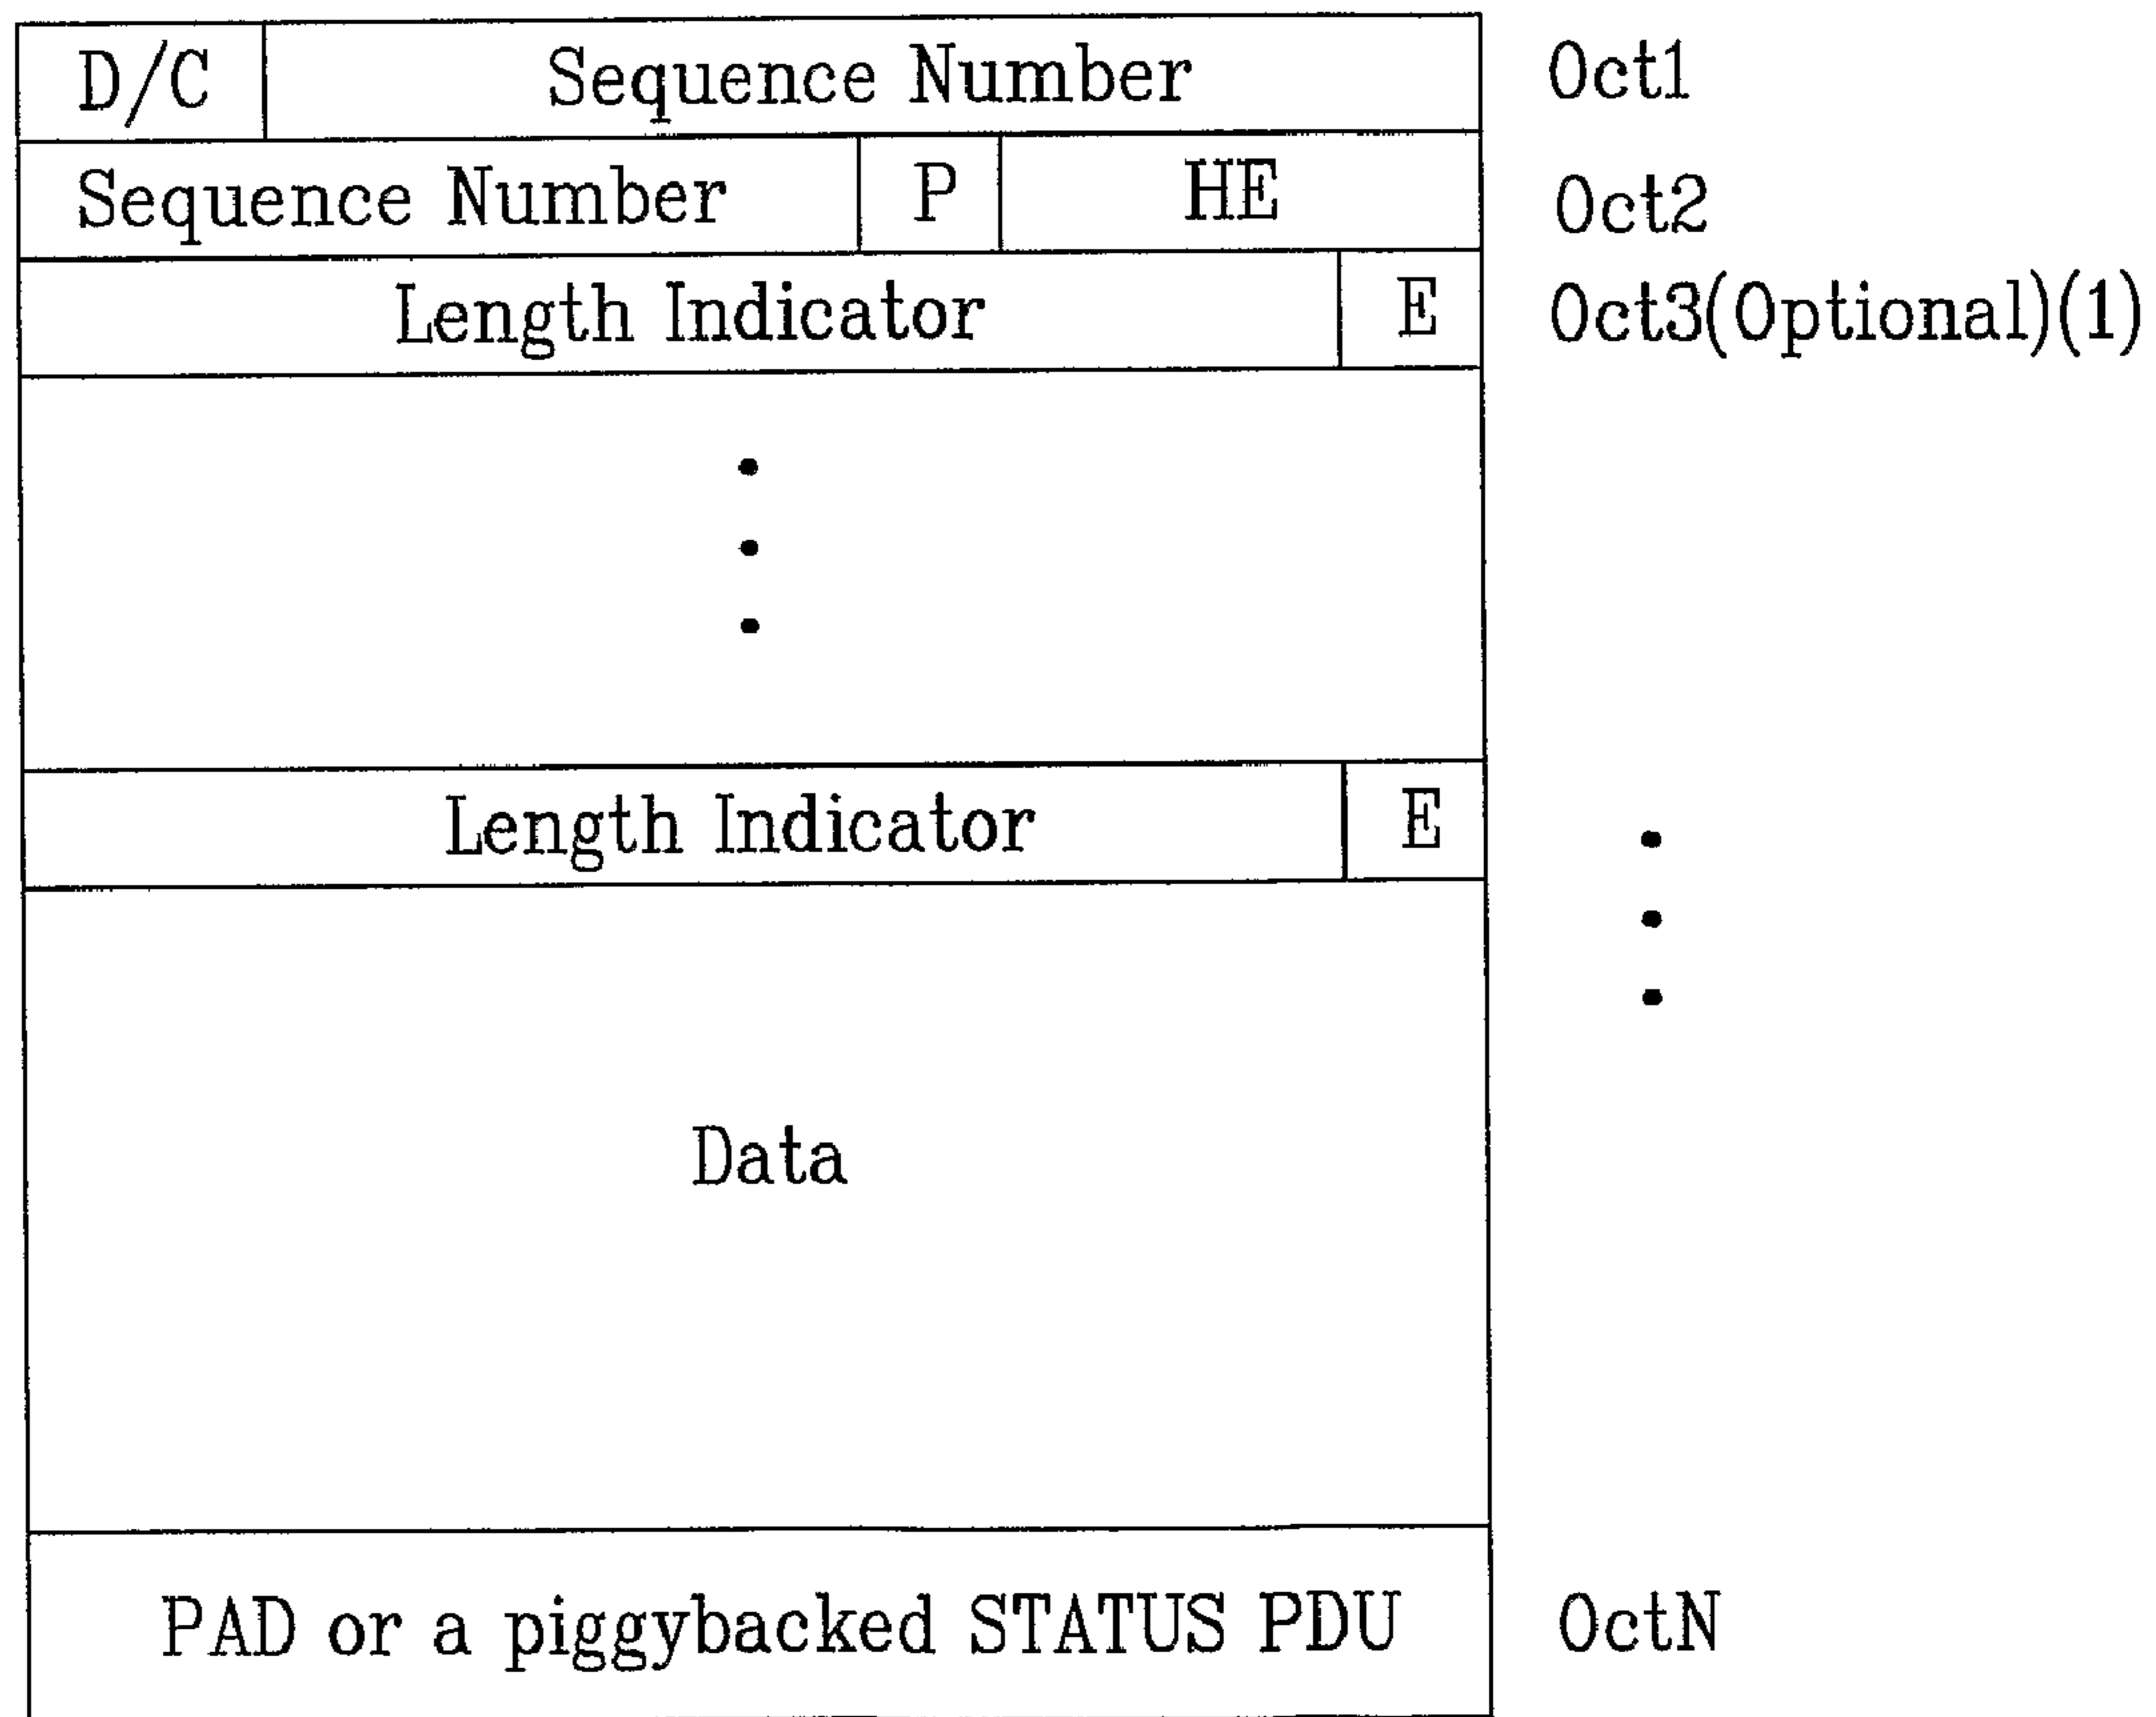 D/C Sequence Number Oct1
Sequence Number P HE Oct2
Length Indicator E Oct3(Optional)(1)
Length Indicator E
Data
PAD or a piggybacked STATUS PDU OctN